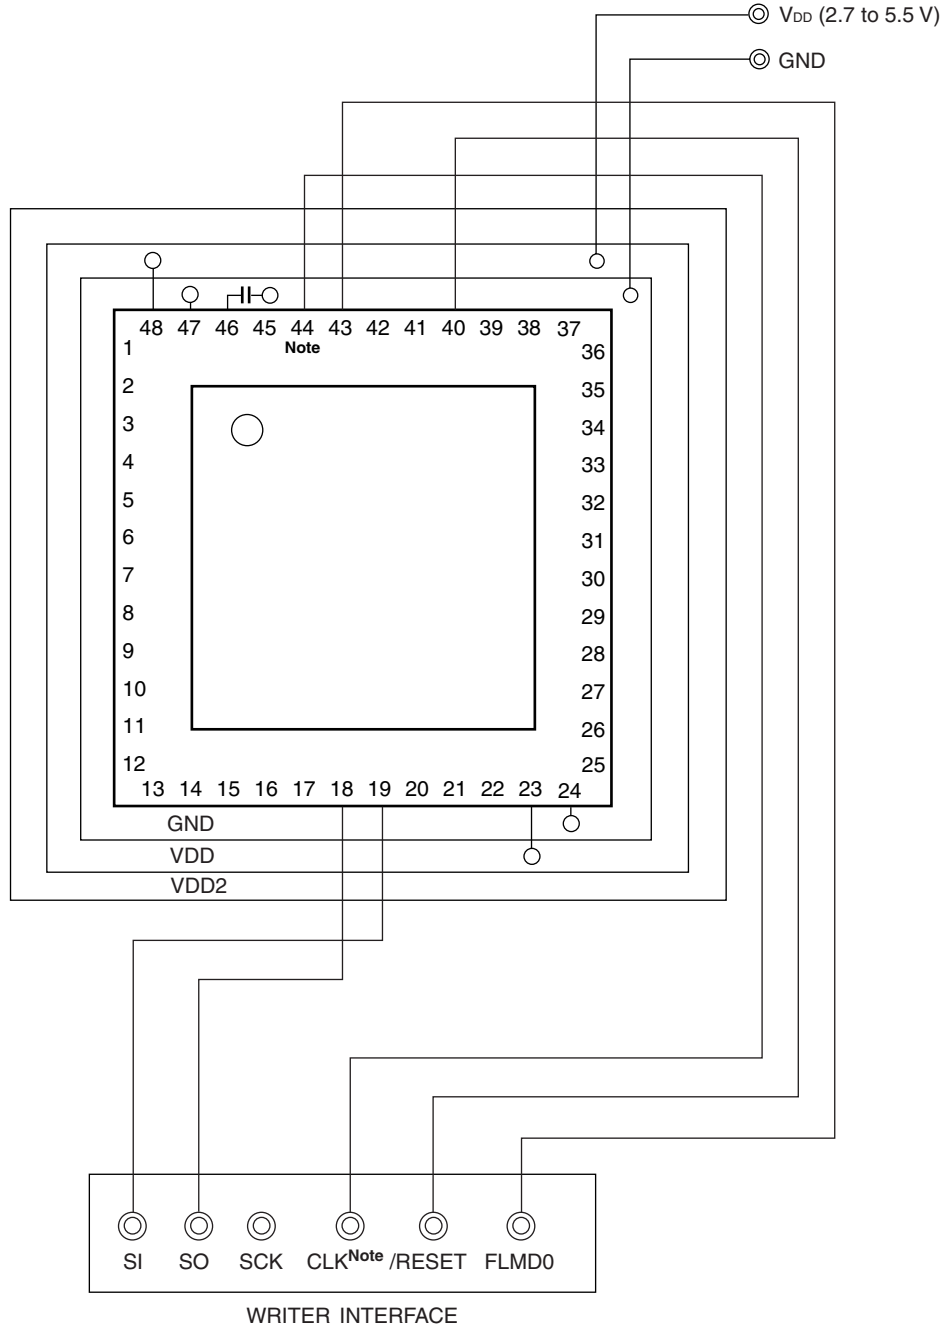 VDD (2.7 to 5.5 V)
GND
48 47 46 45 44 43 42 41 40 39 38 37
Note
1
2
3
4
5
6
7
8
9
10
11
12
36
35
34
33
32
31
30
29
28
27
26
25
13 14 15 16 17 18 19 20 21 22 23 24
GND
VDD
VDD2
SI SO SCK CLKNote /RESET FLMD0
WRITER INTERFACE